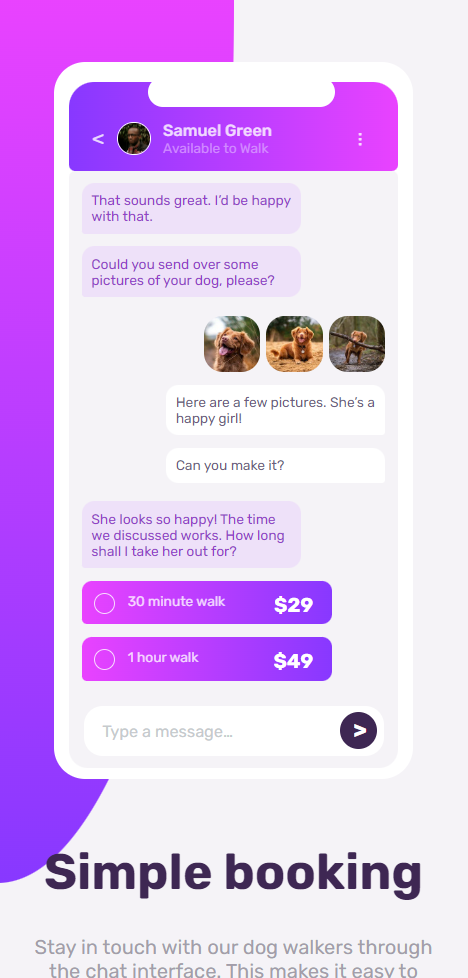 <
Samuel Green
Available to Walk
That sounds great. I’d be happy
with that.
Could you send over some
pictures of your dog, please?
Here are a few pictures. She’s a
happy girl!
Can you make it?
She looks so happy! The time
we discussed works. How long
shall I take her out for?
30 minute walk $29
1 hour walk $49
Type a message… >
Simple booking
Stay in touch with our dog walkers through
the chat interface. This makes it easy to